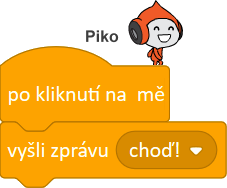 Piko
po kliknutí na mě
vyšli zprávu choď!